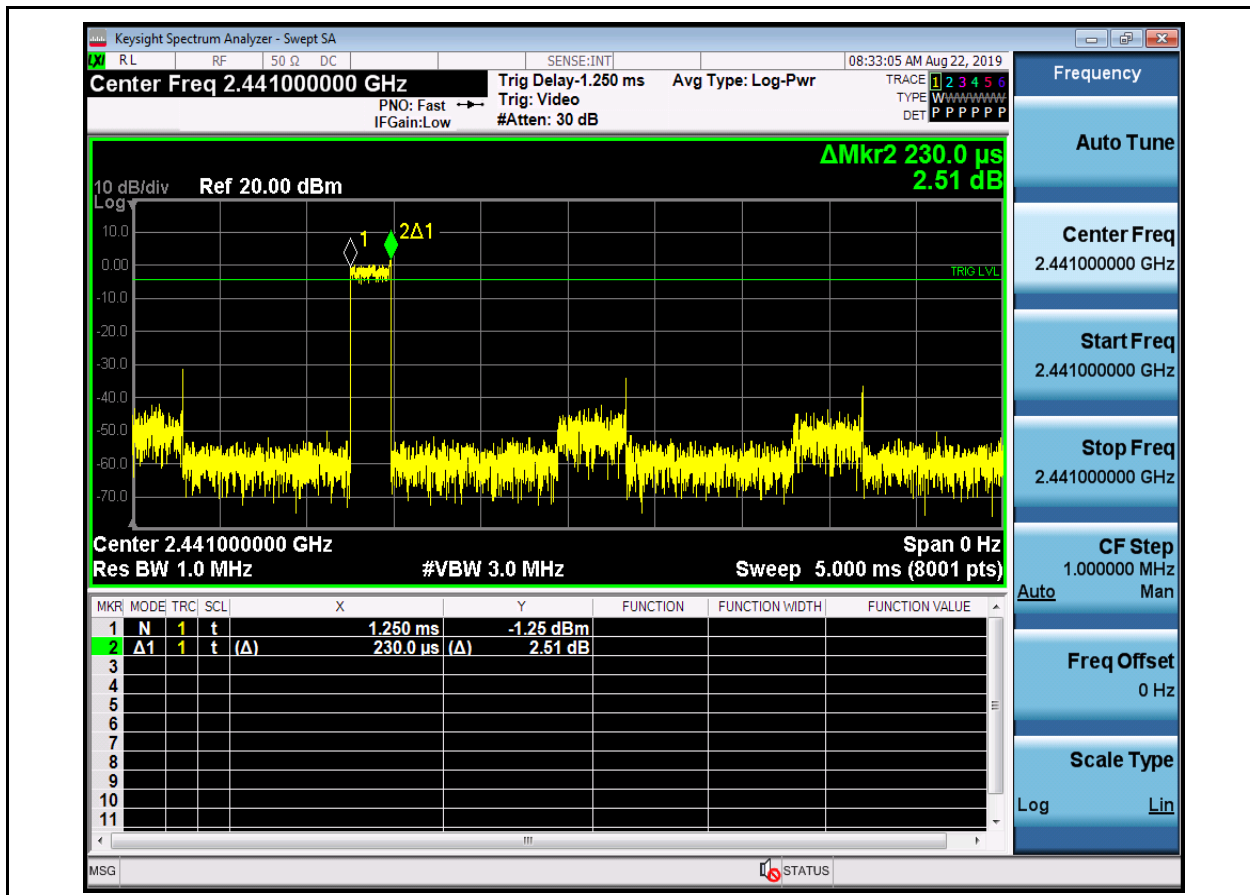 Keysight Spectrum Analyzer - Swept SA
LXI RL RF 50 Ω DC SENSE:INT 08:33:05 AM Aug 22, 2019
Center Freq 2.441000000 GHz
PNO: Fast
IFGain:Low
Trig Delay-1.250 ms
Trig: Video
#Atten: 30 dB
Avg Type: Log-Pwr
TRACE 1 2 3 4 5 6
TYPE WWWWWW
DET P P P P P P
ΔMkr2 230.0 µs
2.51 dB
10 dB/div
Log
Ref 20.00 dBm
10.0
0.00
-10.0
-20.0
-30.0
-40.0
-50.0
-60.0
-70.0
1
2Δ1
TRIG LVL
Center 2.441000000 GHz Span 0 Hz
Res BW 1.0 MHz #VBW 3.0 MHz Sweep 5.000 ms (8001 pts)
MKR MODE TRC SCL X Y FUNCTION FUNCTION WIDTH FUNCTION VALUE
1 N 1 t 1.250 ms -1.25 dBm
2 Δ1 1 t (Δ) 230.0 µs (Δ) 2.51 dB
3
4
5
6
7
8
9
10
11
MSG STATUS
Frequency
Auto Tune
Center Freq
2.441000000 GHz
Start Freq
2.441000000 GHz
Stop Freq
2.441000000 GHz
CF Step
1.000000 MHz
Auto Man
Freq Offset
0 Hz
Scale Type
Log Lin